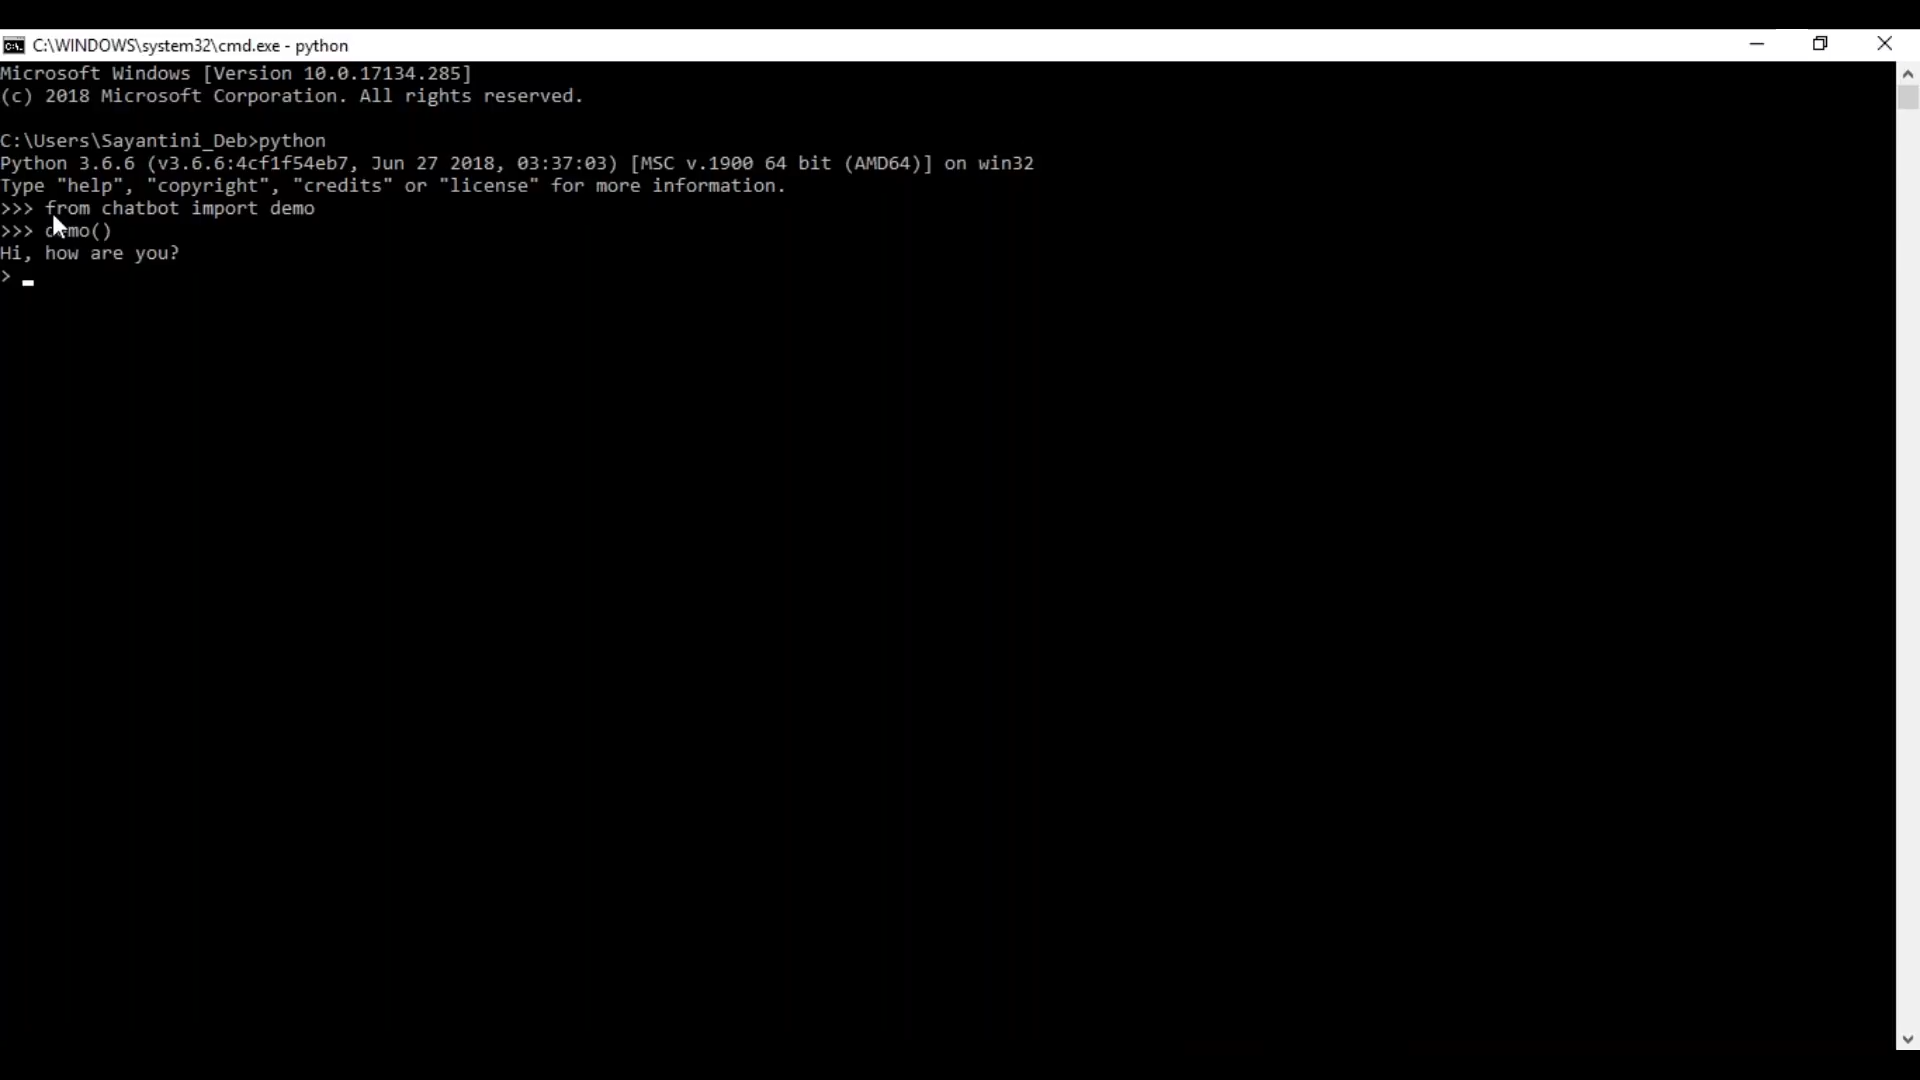 C:\WINDOWS\system32\cmd.exe - python
Microsoft Windows [Version 10.0.17134.285]
(c) 2018 Microsoft Corporation. All rights reserved.
C:\Users\Sayantini_Deb>python
Python 3.6.6 (v3.6.6:4cf1f54eb7, Jun 27 2018, 03:37:03) [MSC v.1900 64 bit (AMD64)] on win32
Type "help", "copyright", "credits" or "license" for more information.
>>> from chatbot import demo
>>> demo()
Hi, how are you?
>